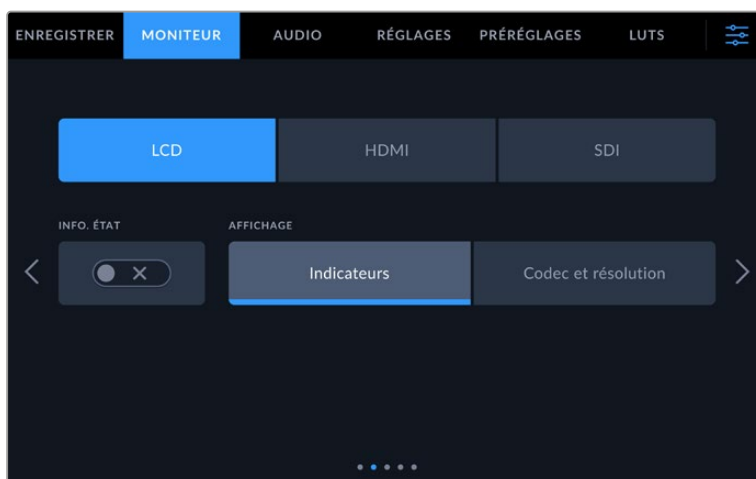 ENREGISTRER MONITEUR AUDIO RÉGLAGES PRÉRÉGLAGES LUTS
LCD HDMI SDI
INFO. ÉTAT AFFICHAGE
Indicateurs Codec et résolution